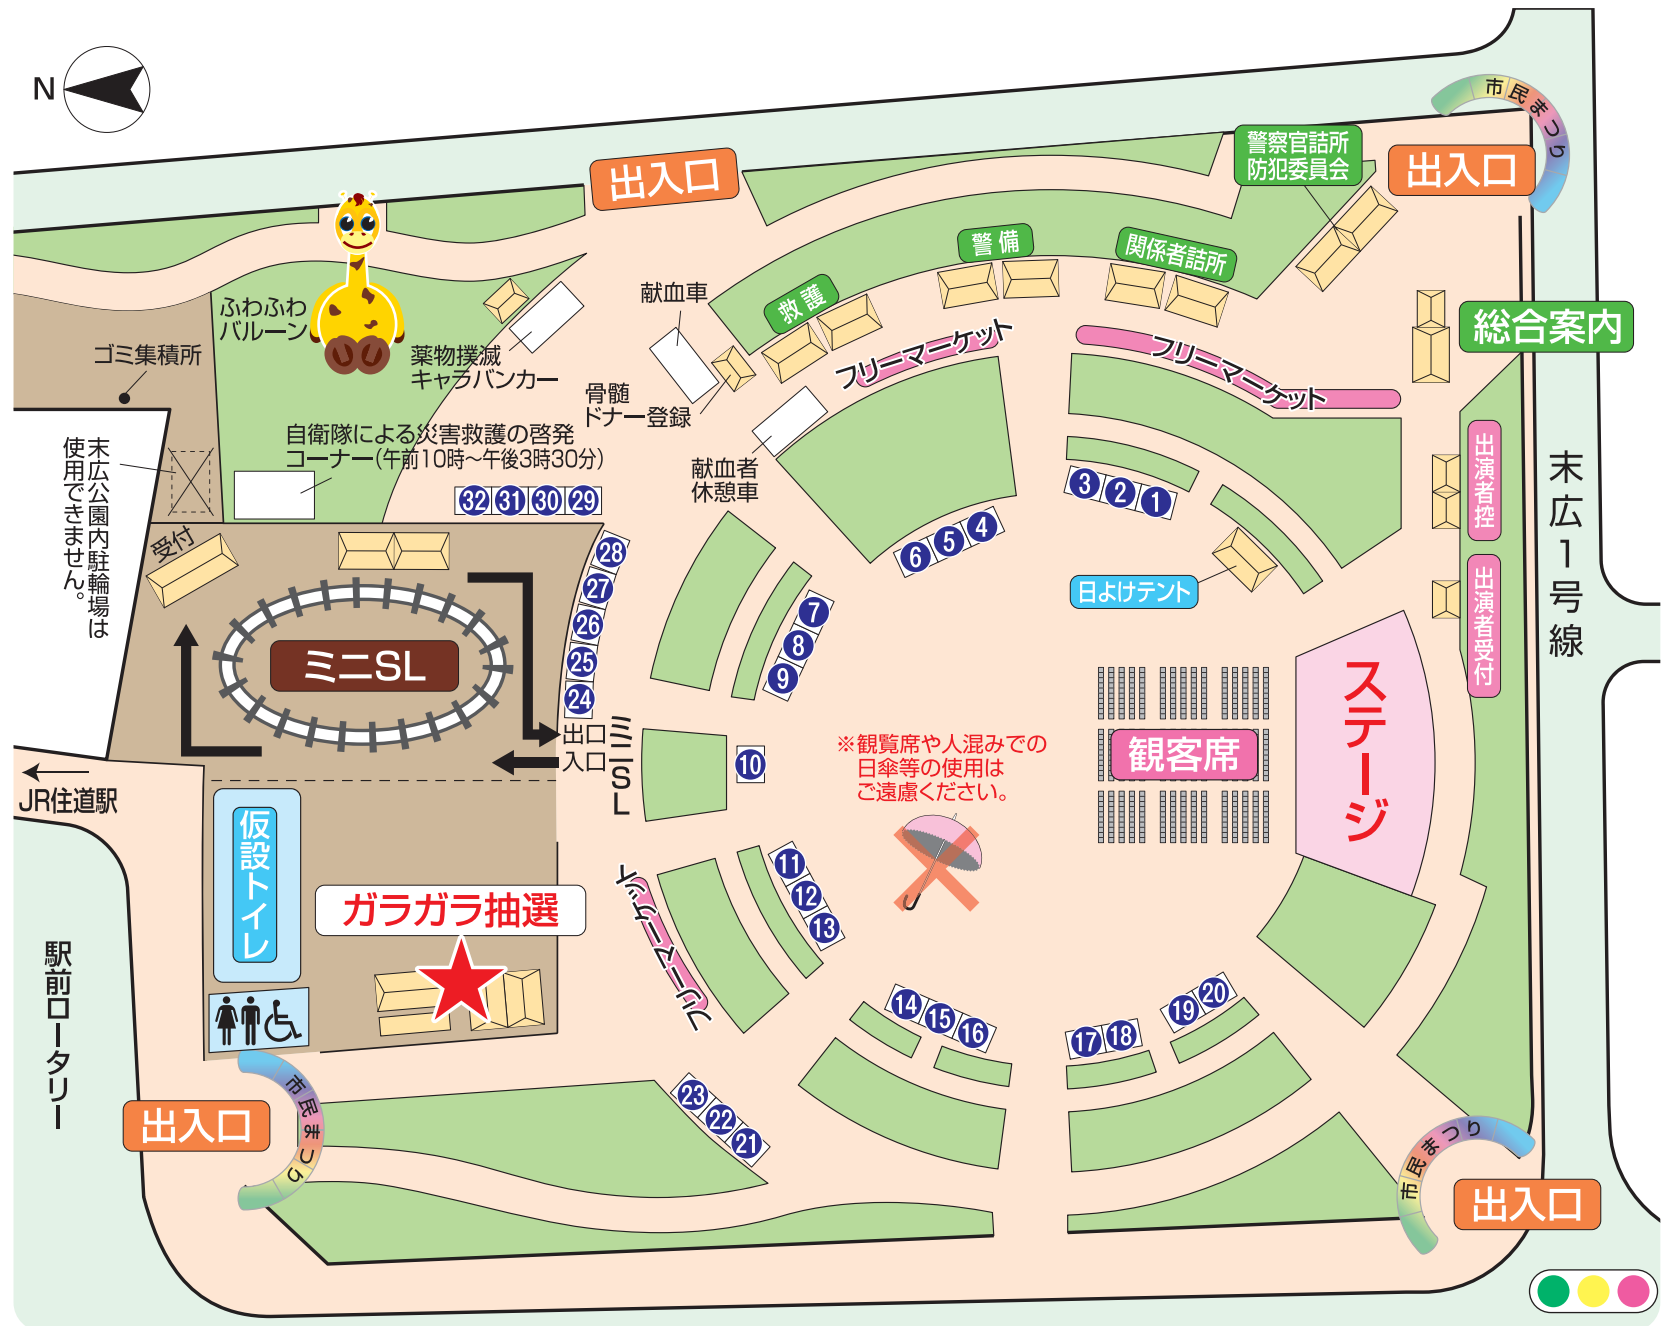 N
市民まつり
警察官詰所
防犯委員会
出入口
出入口
警備
関係者詰所
救護
献血車
ふわふわ
バルーン
ゴミ集積所
薬物撲滅
キャラバンカー
骨髄
ドナー登録
フリーマーケット
フリーマーケット
総合案内
自衛隊による災害救護の啓発
コーナー(午前10時〜午後3時30分)
献血者
休憩車
末広公園内駐輪場は
使用できません。
32 31 30 29
3 2 1
6 5 4
出演者控
末広1号線
受付
28
27
26
25
24
7
8
9
日よけテント
出演者受付
ミニSL
出口
入口
ミニSL
10
※観覧席や人混みでの
日傘等の使用は
ご遠慮ください。
観客席
ステージ
JR住道駅
仮設トイレ
ガラガラ抽選
フリーマーケット
11
12
13
14 15 16
17 18
19 20
駅前ロータリー
23
22
21
出入口
市民まつり
市民まつり
出入口